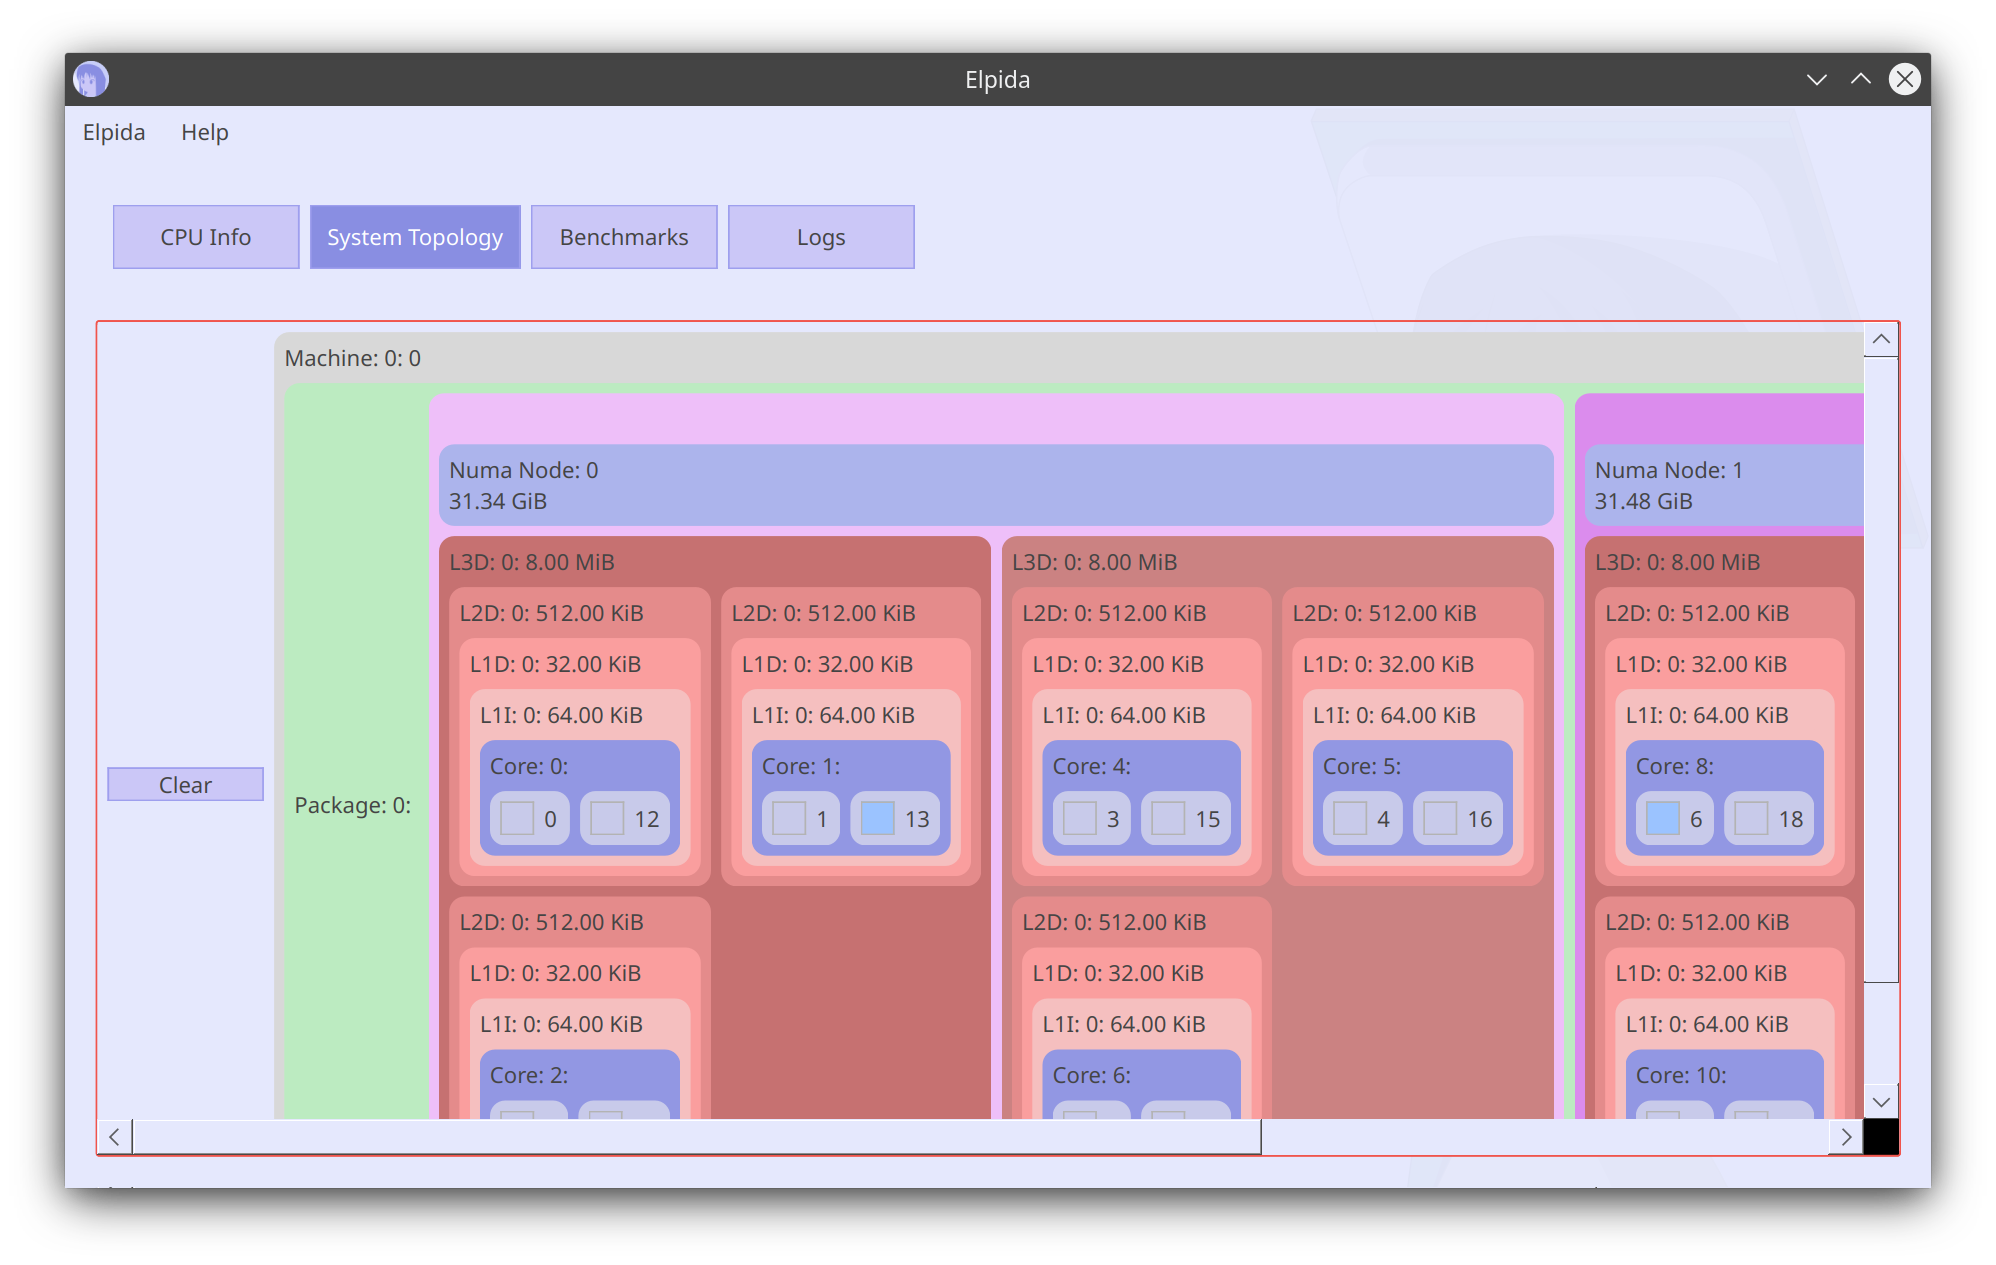 Elpida
Elpida Help
CPU Info System Topology Benchmarks Logs
Machine: 0: 0
Numa Node: 0
31.34 GiB
Numa Node: 1
31.48 GiB
L3D: 0: 8.00 MiB L3D: 0: 8.00 MiB L3D: 0: 8.00 MiB
L2D: 0: 512.00 KiB L2D: 0: 512.00 KiB L2D: 0: 512.00 KiB L2D: 0: 512.00 KiB L2D: 0: 512.00 KiB
L1D: 0: 32.00 KiB L1D: 0: 32.00 KiB L1D: 0: 32.00 KiB L1D: 0: 32.00 KiB L1D: 0: 32.00 KiB
L1I: 0: 64.00 KiB L1I: 0: 64.00 KiB L1I: 0: 64.00 KiB L1I: 0: 64.00 KiB L1I: 0: 64.00 KiB
Core: 0: Core: 1: Core: 4: Core: 5: Core: 8:
Clear
Package: 0:
0 12 1 13 3 15 4 16 6 18
L2D: 0: 512.00 KiB L2D: 0: 512.00 KiB L2D: 0: 512.00 KiB
L1D: 0: 32.00 KiB L1D: 0: 32.00 KiB L1D: 0: 32.00 KiB
L1I: 0: 64.00 KiB L1I: 0: 64.00 KiB L1I: 0: 64.00 KiB
Core: 2: Core: 6: Core: 10: